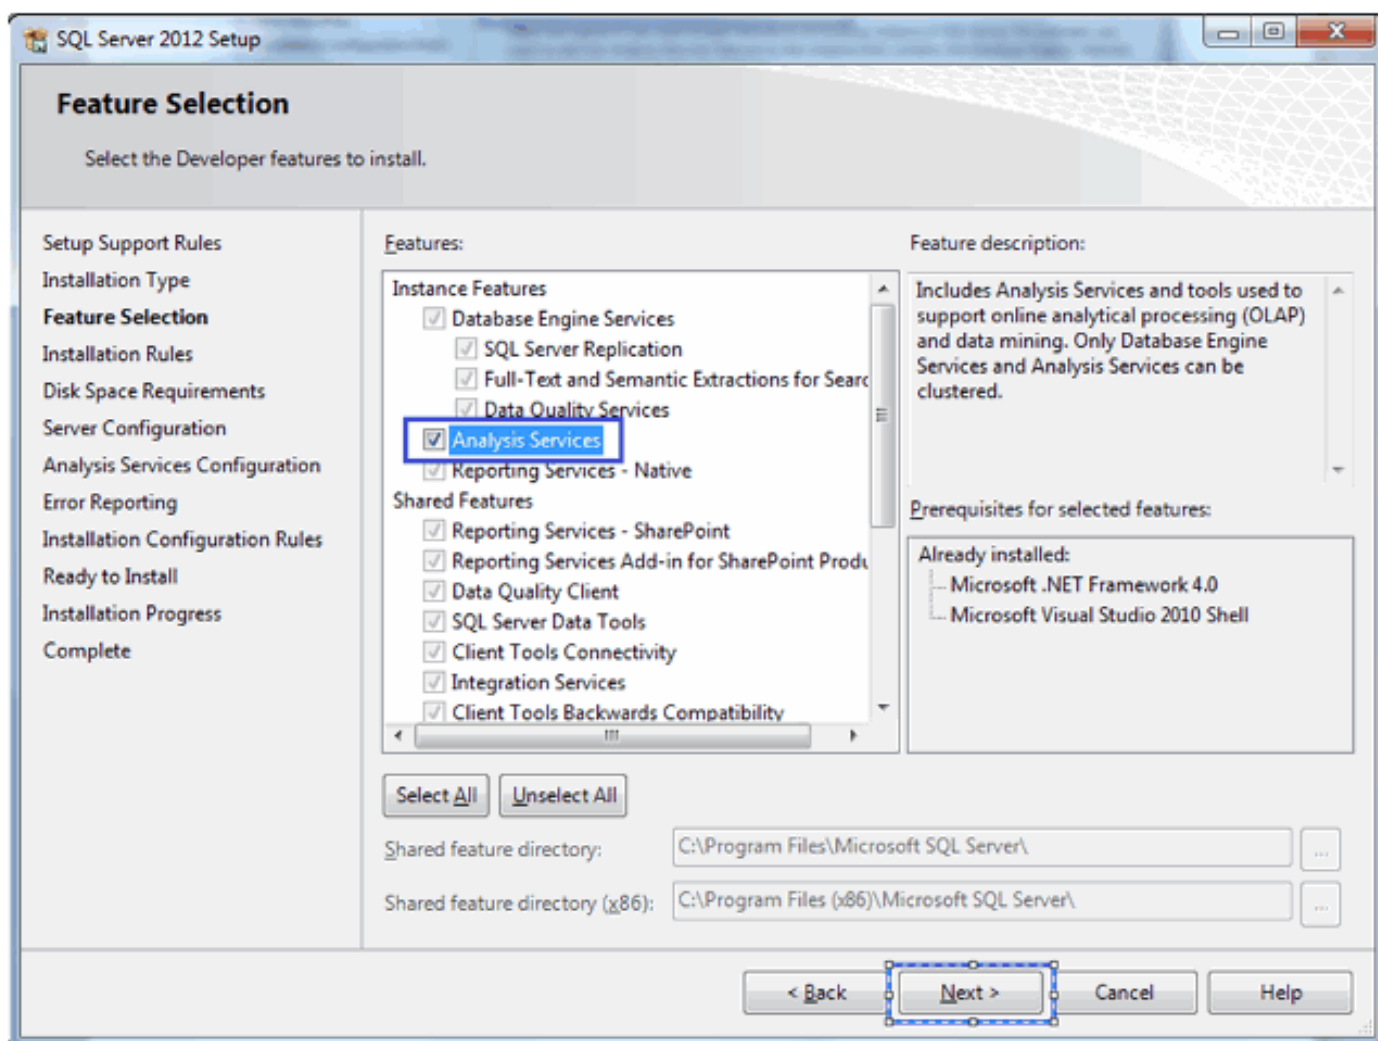 SQL Server 2012 Setup
Feature Selection
Select the Developer features to install.
Setup Support Rules
Installation Type
Feature Selection
Installation Rules
Disk Space Requirements
Server Configuration
Analysis Services Configuration
Error Reporting
Installation Configuration Rules
Ready to Install
Installation Progress
Complete
Features:
Instance Features
Database Engine Services
SQL Server Replication
Full-Text and Semantic Extractions for Searc
Data Quality Services
Analysis Services
Reporting Services - Native
Shared Features
Reporting Services - SharePoint
Reporting Services Add-in for SharePoint Produ
Data Quality Client
SQL Server Data Tools
Client Tools Connectivity
Integration Services
Client Tools Backwards Compatibility
Feature description:
Includes Analysis Services and tools used to
support online analytical processing (OLAP)
and data mining. Only Database Engine
Services and Analysis Services can be
clustered.
Prerequisites for selected features:
Already installed:
Microsoft .NET Framework 4.0
Microsoft Visual Studio 2010 Shell
Select All
Unselect All
Shared feature directory:
C:\Program Files\Microsoft SQL Server\
...
Shared feature directory (x86):
C:\Program Files (x86)\Microsoft SQL Server\
...
< Back
Next >
Cancel
Help